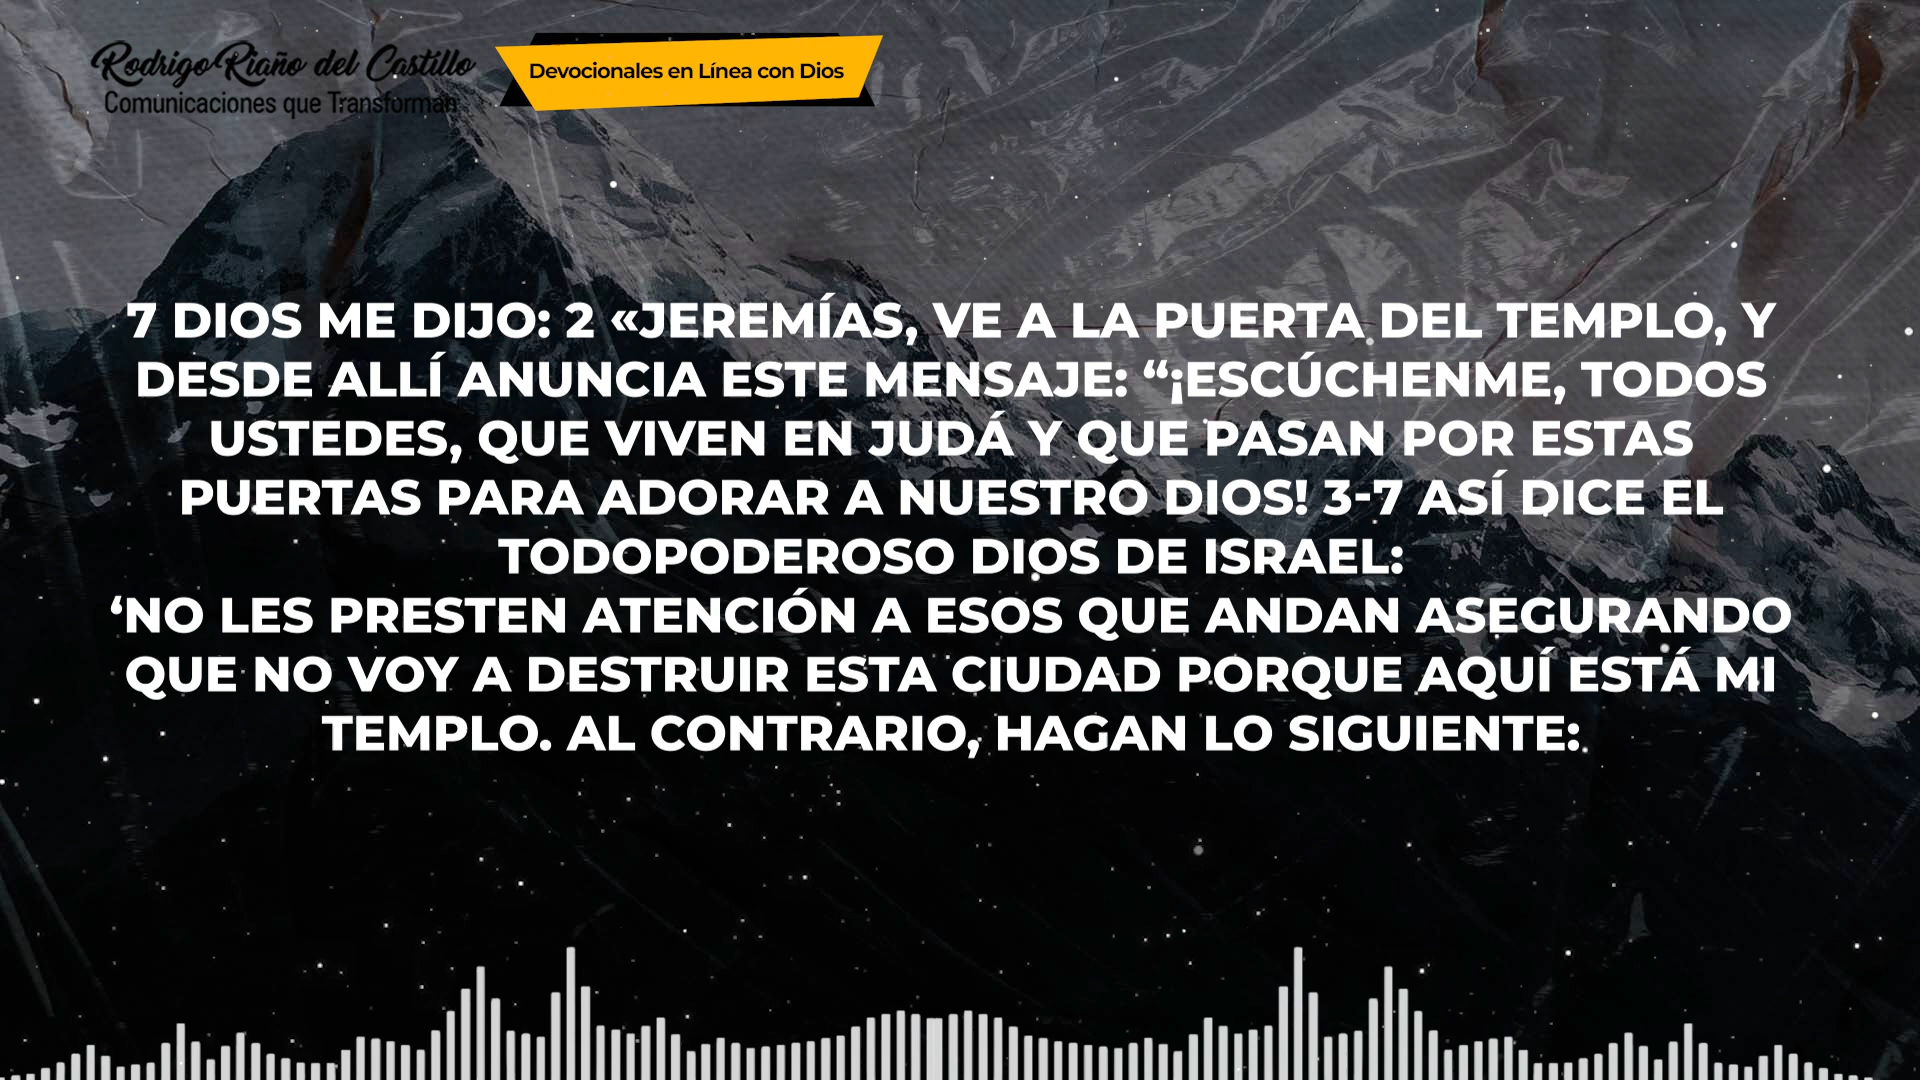 Rodrigo Riaño del Castillo
Comunicaciones que Transforman
Devocionales en Línea con Dios
7 DIOS ME DIJO: 2 «JEREMÍAS, VE A LA PUERTA DEL TEMPLO, Y
DESDE ALLÍ ANUNCIA ESTE MENSAJE: “¡ESCÚCHENME, TODOS
USTEDES, QUE VIVEN EN JUDÁ Y QUE PASAN POR ESTAS
PUERTAS PARA ADORAR A NUESTRO DIOS! 3-7 ASÍ DICE EL
TODOPODEROSO DIOS DE ISRAEL:
‘NO LES PRESTEN ATENCIÓN A ESOS QUE ANDAN ASEGURANDO
QUE NO VOY A DESTRUIR ESTA CIUDAD PORQUE AQUÍ ESTÁ MI
TEMPLO. AL CONTRARIO, HAGAN LO SIGUIENTE: